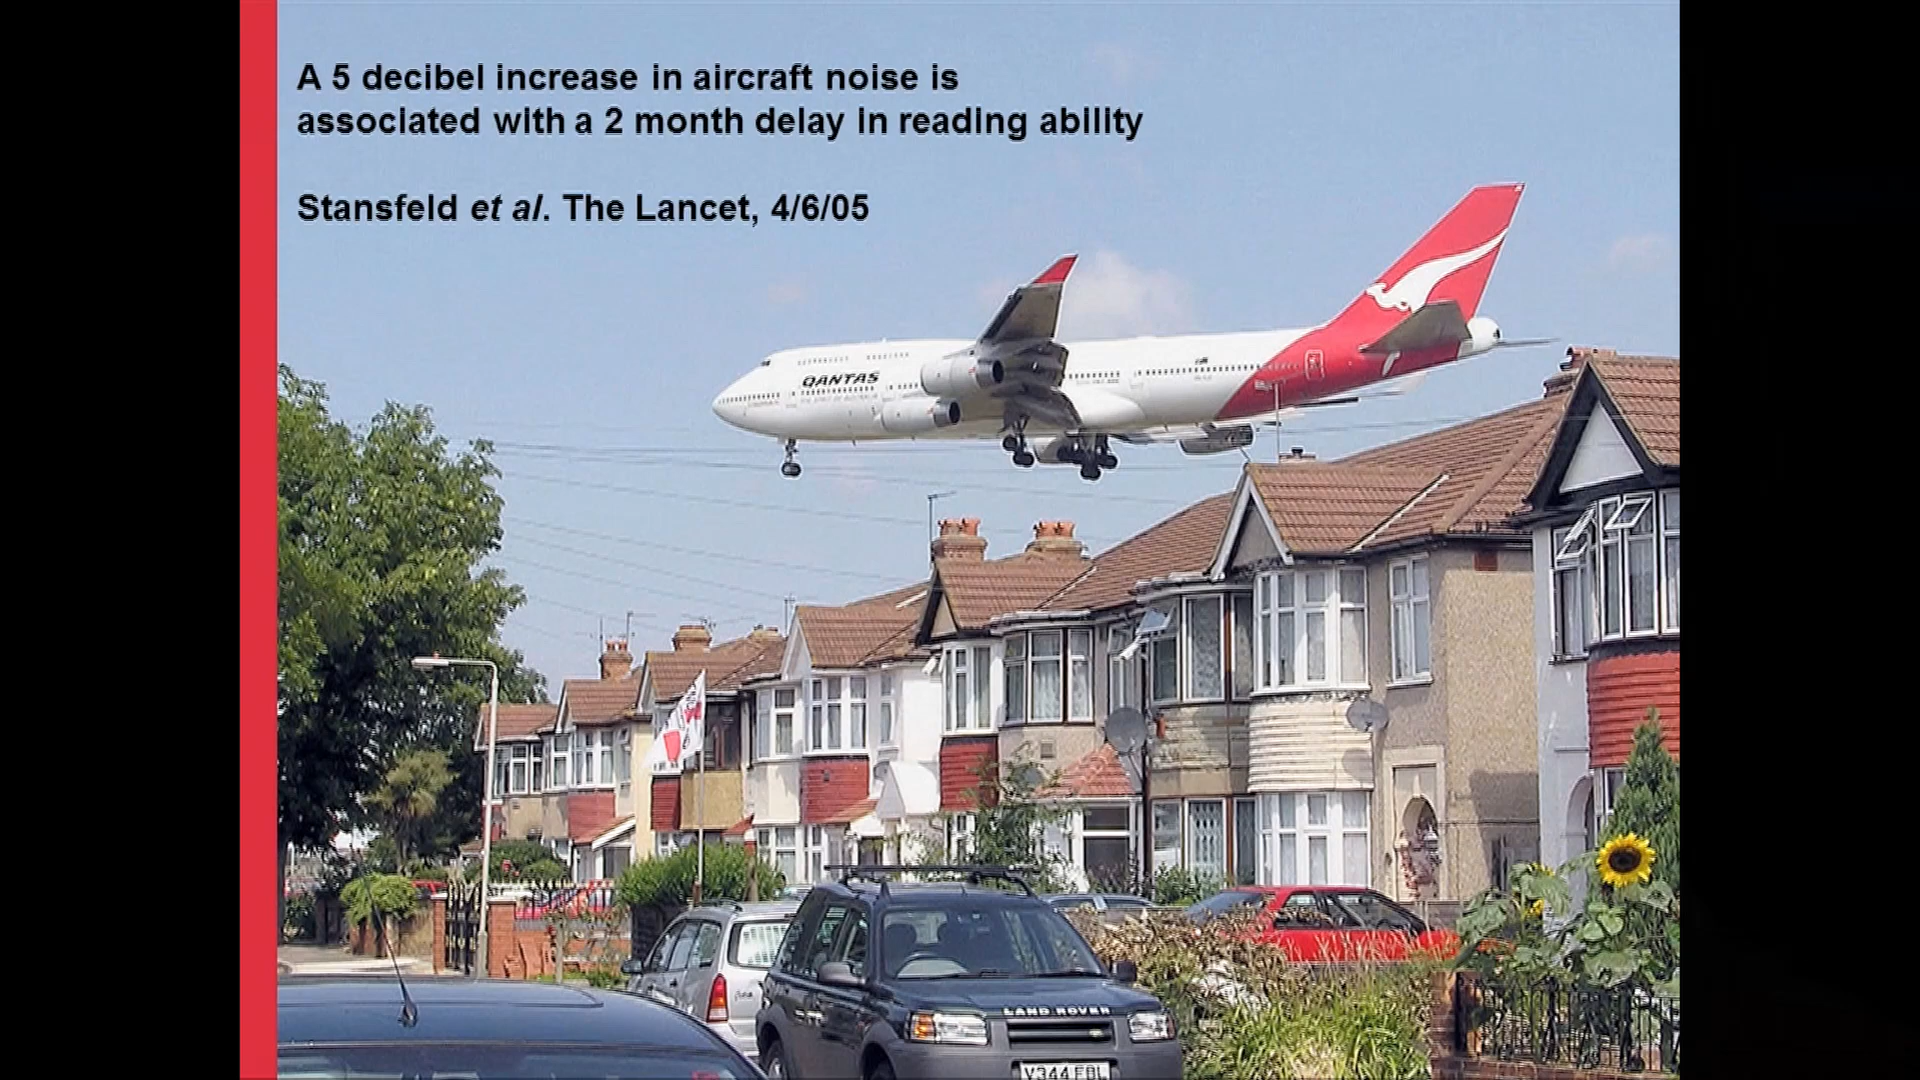 A 5 decibel increase in aircraft noise is
associated with a 2 month delay in reading ability
Stansfeld et al. The Lancet, 4/6/05
QANTAS
LAND ROVER
V344 FBL